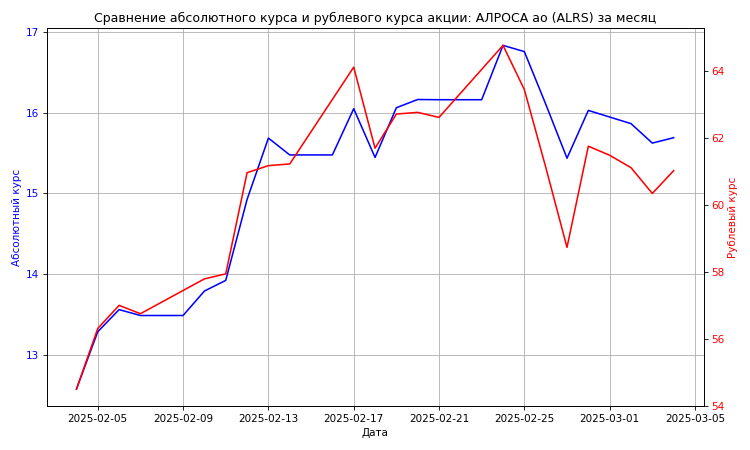 Сравнение абсолютного курса и рублевого курса акции: АЛРОСА ао (ALRS) за месяц
17
16
15
14
13
Абсолютный курс
64
62
60
58
56
54
Рублевый курс
2025-02-05 2025-02-09 2025-02-13 2025-02-17 2025-02-21 2025-02-25 2025-03-01 2025-03-05
Дата